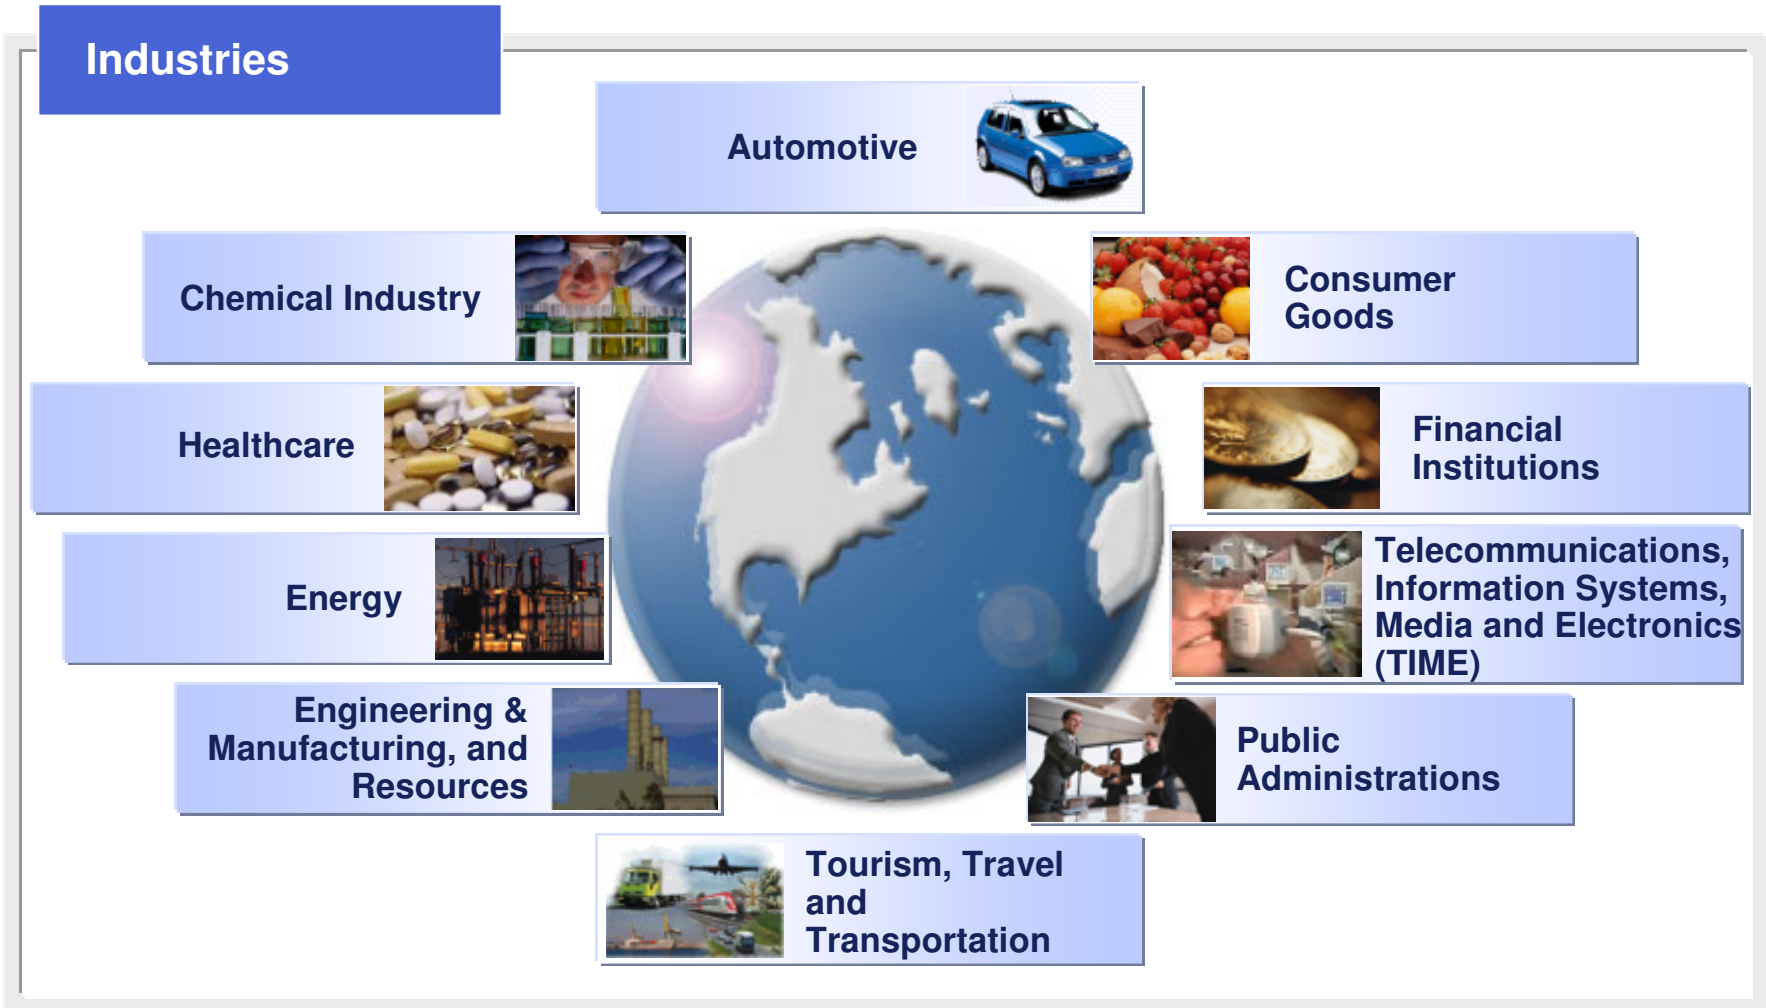 Industries
Automotive
Chemical Industry
Consumer
Goods
Healthcare
Financial
Institutions
Energy
Telecommunications,
Information Systems,
Media and Electronics
(TIME)
Engineering &
Manufacturing, and
Resources
Public
Administrations
Tourism, Travel
and
Transportation